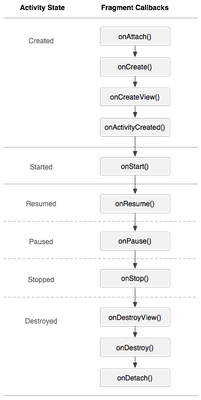 Activity State Fragment Callbacks
Created
onAttach()
onCreate()
onCreateView()
onActivityCreated()
Started onStart()
Resumed onResume()
Paused onPause()
Stopped onStop()
Destroyed onDestroyView()
onDestroy()
onDetach()